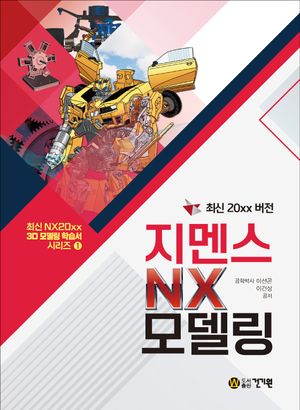 최신 20xx 버전
최신 NX20xx
3D 모델링 학습서
시리즈 1
지멘스
NX
모델링
공학박사 이선곤
이건상
공저
도서출판 건기원